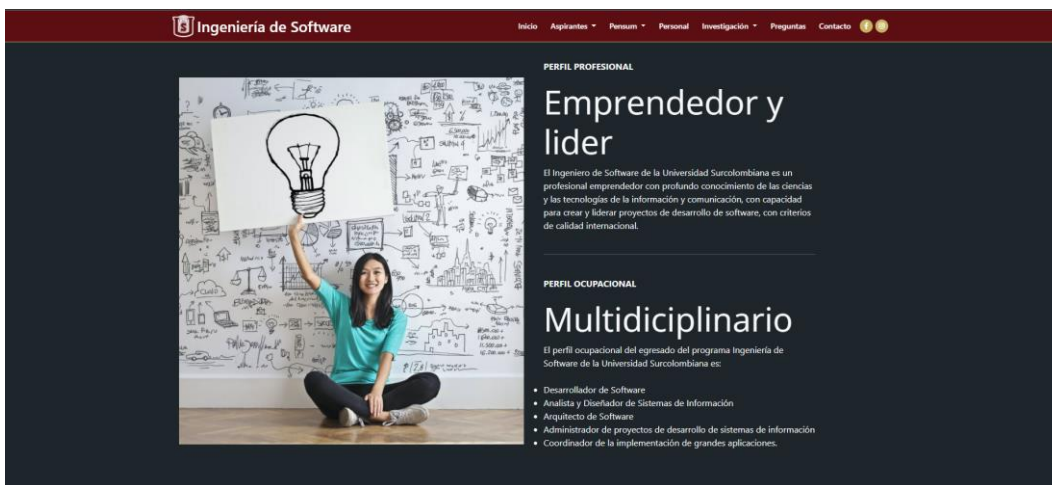 Ingeniería de Software
Inicio Aspirantes Pensum Personal Investigación Preguntas Contacto
PERFIL PROFESIONAL
Emprendedor y
lider
El Ingeniero de Software de la Universidad Surcolombiana es un
profesional emprendedor con profundo conocimiento de las ciencias
y las tecnologías de la información y comunicación, con capacidad
para crear y liderar proyectos de desarrollo de software, con criterios
de calidad internacional.
PERFIL OCUPACIONAL
Multidiciplinario
El perfil ocupacional del egresado del programa Ingeniería de
Software de la Universidad Surcolombiana es:
• Desarrollador de Software
• Analista y Diseñador de Sistemas de Información
• Arquitecto de Software
• Administrador de proyectos de desarrollo de sistemas de información
• Coordinador de la implementación de grandes aplicaciones.